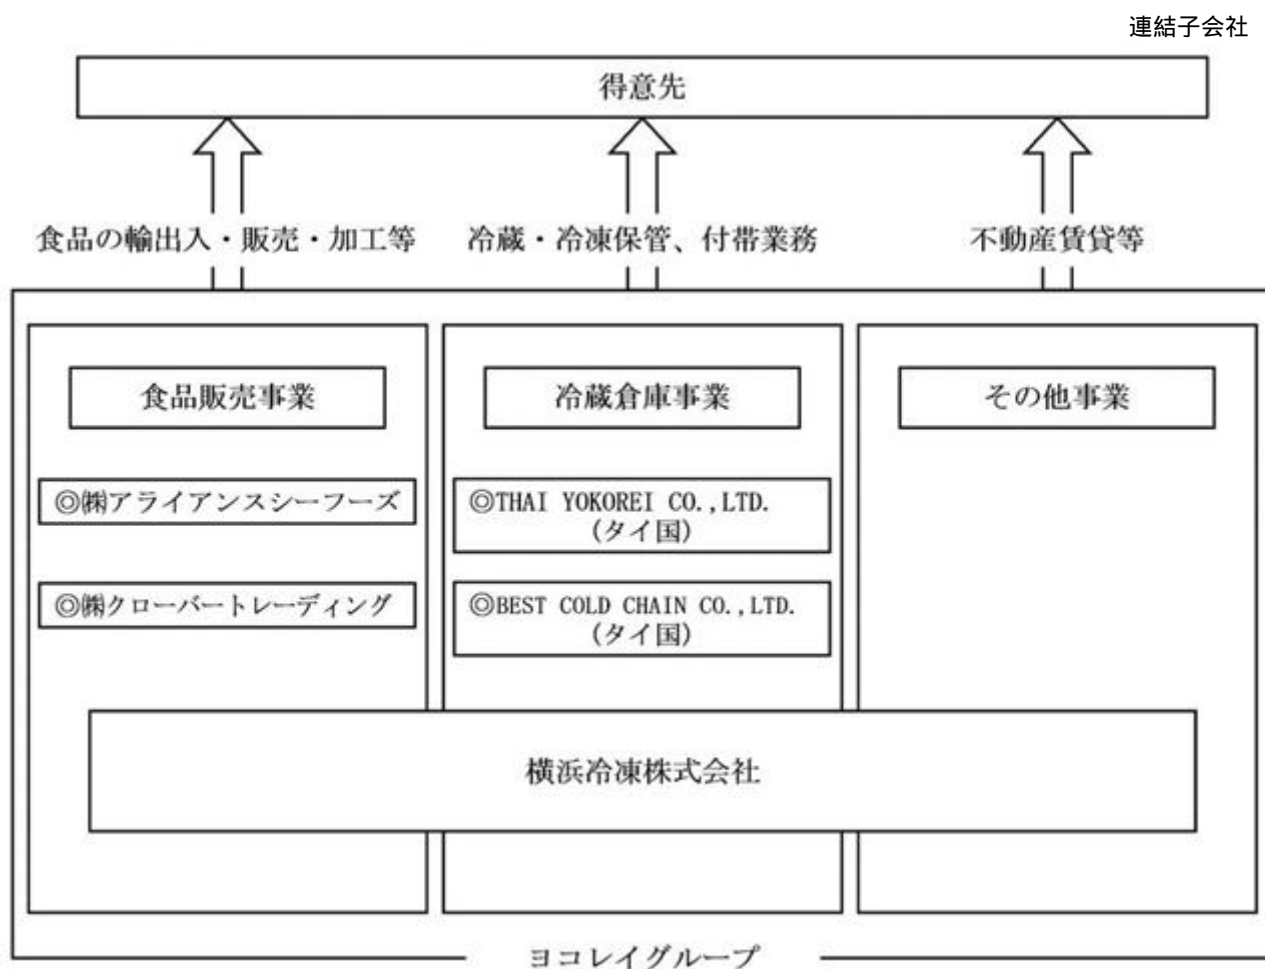 連結子会社
得意先
食品の輸出入・販売・加工等
冷蔵・冷凍保管、付帯業務
不動産賃貸等
食品販売事業
冷蔵倉庫事業
その他事業
◎㈱アライアンスシーフーズ
◎㈱クローバートレーディング
◎THAI YOKOREI CO.,LTD.
(タイ国)
◎BEST COLD CHAIN CO.,LTD.
(タイ国)
横浜冷凍株式会社
ヨコレイグループ